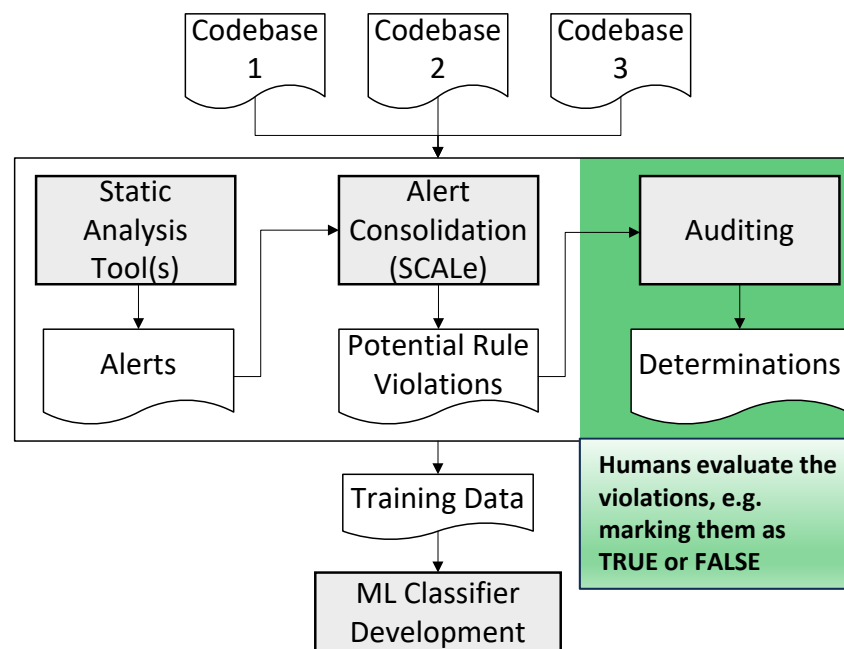 Codebase
1
Codebase
2
Codebase
3
Static
Analysis
Tool(s)
Alert
Consolidation
(SCALe)
Auditing
Alerts
Potential Rule
Violations
Determinations
Training Data
Humans evaluate the
violations, e.g.
marking them as
TRUE or FALSE
ML Classifier
Development